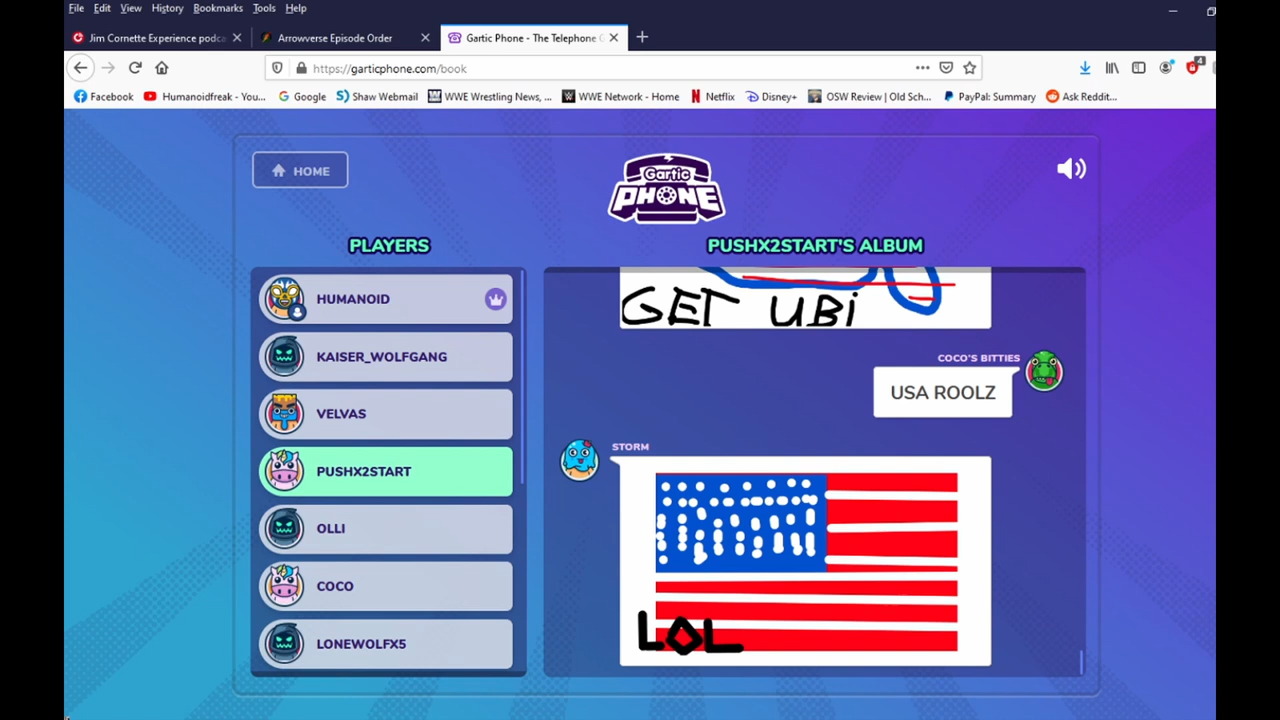 File Edit View History Bookmarks Tools Help
Jim Cornette Experience podca
Arrowverse Episode Order
Gartic Phone - The Telephone G
https://garticphone.com/book
Facebook
Humanoidfreak - You...
Google
Shaw Webmail
WWE Wrestling News, ...
WWE Network - Home
Netflix
Disney+
OSW Review | Old Sch...
PayPal: Summary
Ask Reddit...
4
HOME
Gartic
PHONE
PLAYERS
PUSHX2START'S ALBUM
HUMANOID
KAISER_WOLFGANG
VELVAS
PUSHX2START
OLLI
COCO
LONEWOLFX5
GET UBi
COCO'S BITTIES
USA ROOLZ
STORM
LOL